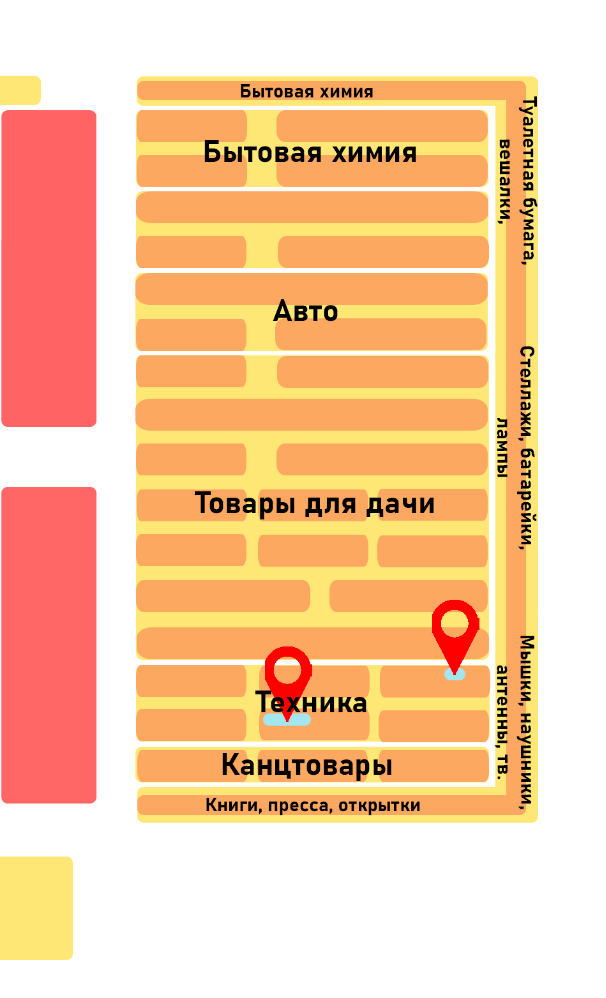 Бытовая химия
Бытовая химия
Туалетная бумага,
вешалки,
Авто
Стеллажи, батарейки,
лампы
Товары для дачи
Мышки, наушники,
антенны, тв.
Техника
Канцтовары
Книги, пресса, открытки